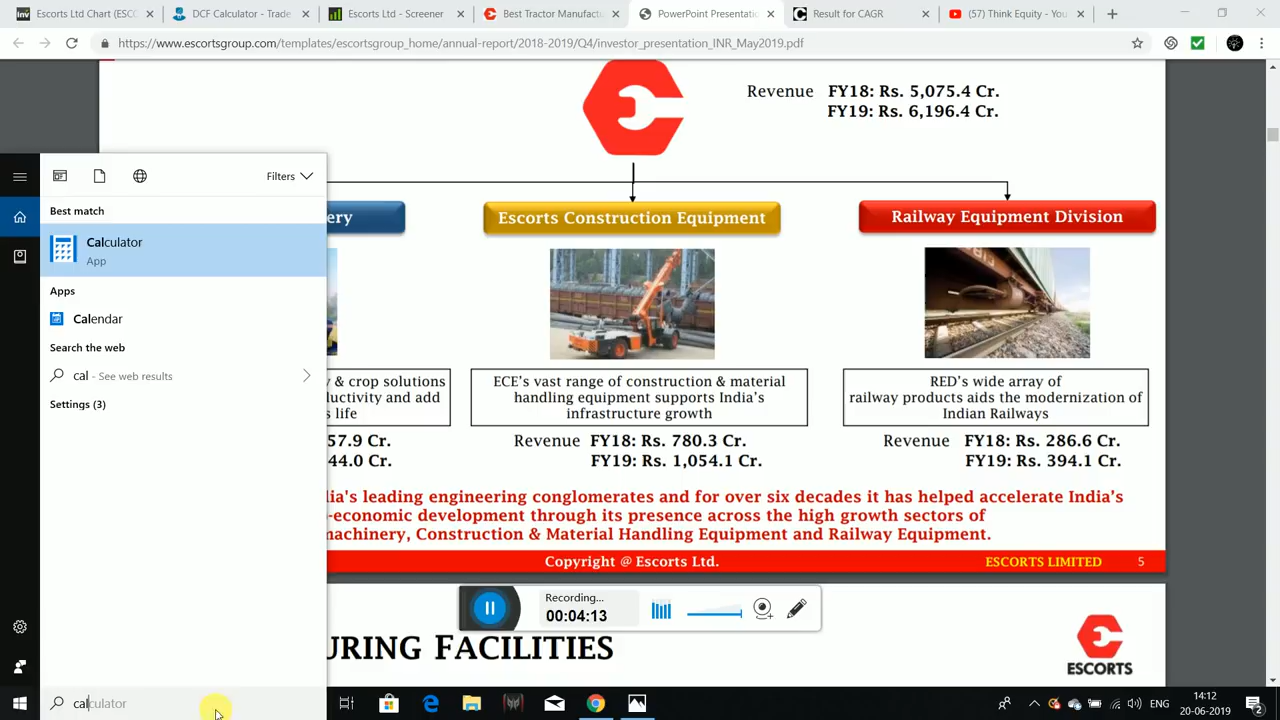 Escorts Ltd Chart (ESC
DCF Calculator - Trade
Escorts Ltd - Screener
Best Tractor Manufactu
PowerPoint Presentatio
Result for CAGR
(57) Think Equity - You
https://www.escortsgroup.com/templates/escortsgroup_home/annual-report/2018-2019/Q4/investor_presentation_INR_May2019.pdf
Revenue FY18: Rs. 5,075.4 Cr.
FY19: Rs. 6,196.4 Cr.
Filters
Best match
Calculator
App
Apps
Calendar
Search the web
cal - See web results
Settings (3)
ery
Escorts Construction Equipment
Railway Equipment Division
y & crop solutions
ductivity and add
s life
ECE's vast range of construction & material
handling equipment supports India's
infrastructure growth
RED's wide array of
railway products aids the modernization of
Indian Railways
57.9 Cr.
44.0 Cr.
Revenue FY18: Rs. 780.3 Cr.
FY19: Rs. 1,054.1 Cr.
Revenue FY18: Rs. 286.6 Cr.
FY19: Rs. 394.1 Cr.
dia's leading engineering conglomerates and for over six decades it has helped accelerate India's
-economic development through its presence across the high growth sectors of
machinery, Construction & Material Handling Equipment and Railway Equipment.
Copyright @ Escorts Ltd.
ESCORTS LIMITED 5
Recording...
00:04:13
URING FACILITIES
ESCORTS
calculator
ENG
14:12
20-06-2019
2